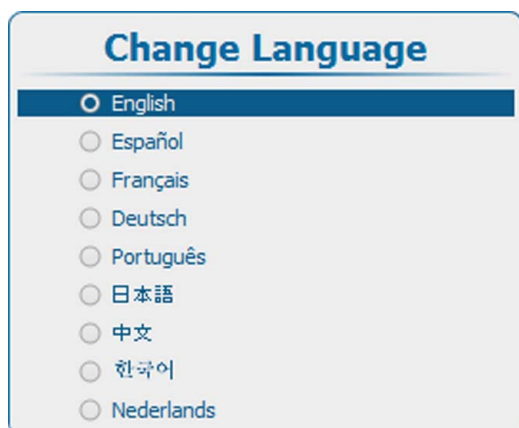 Change Language
English
Español
Français
Deutsch
Português
日本語
中文
한국어
Nederlands